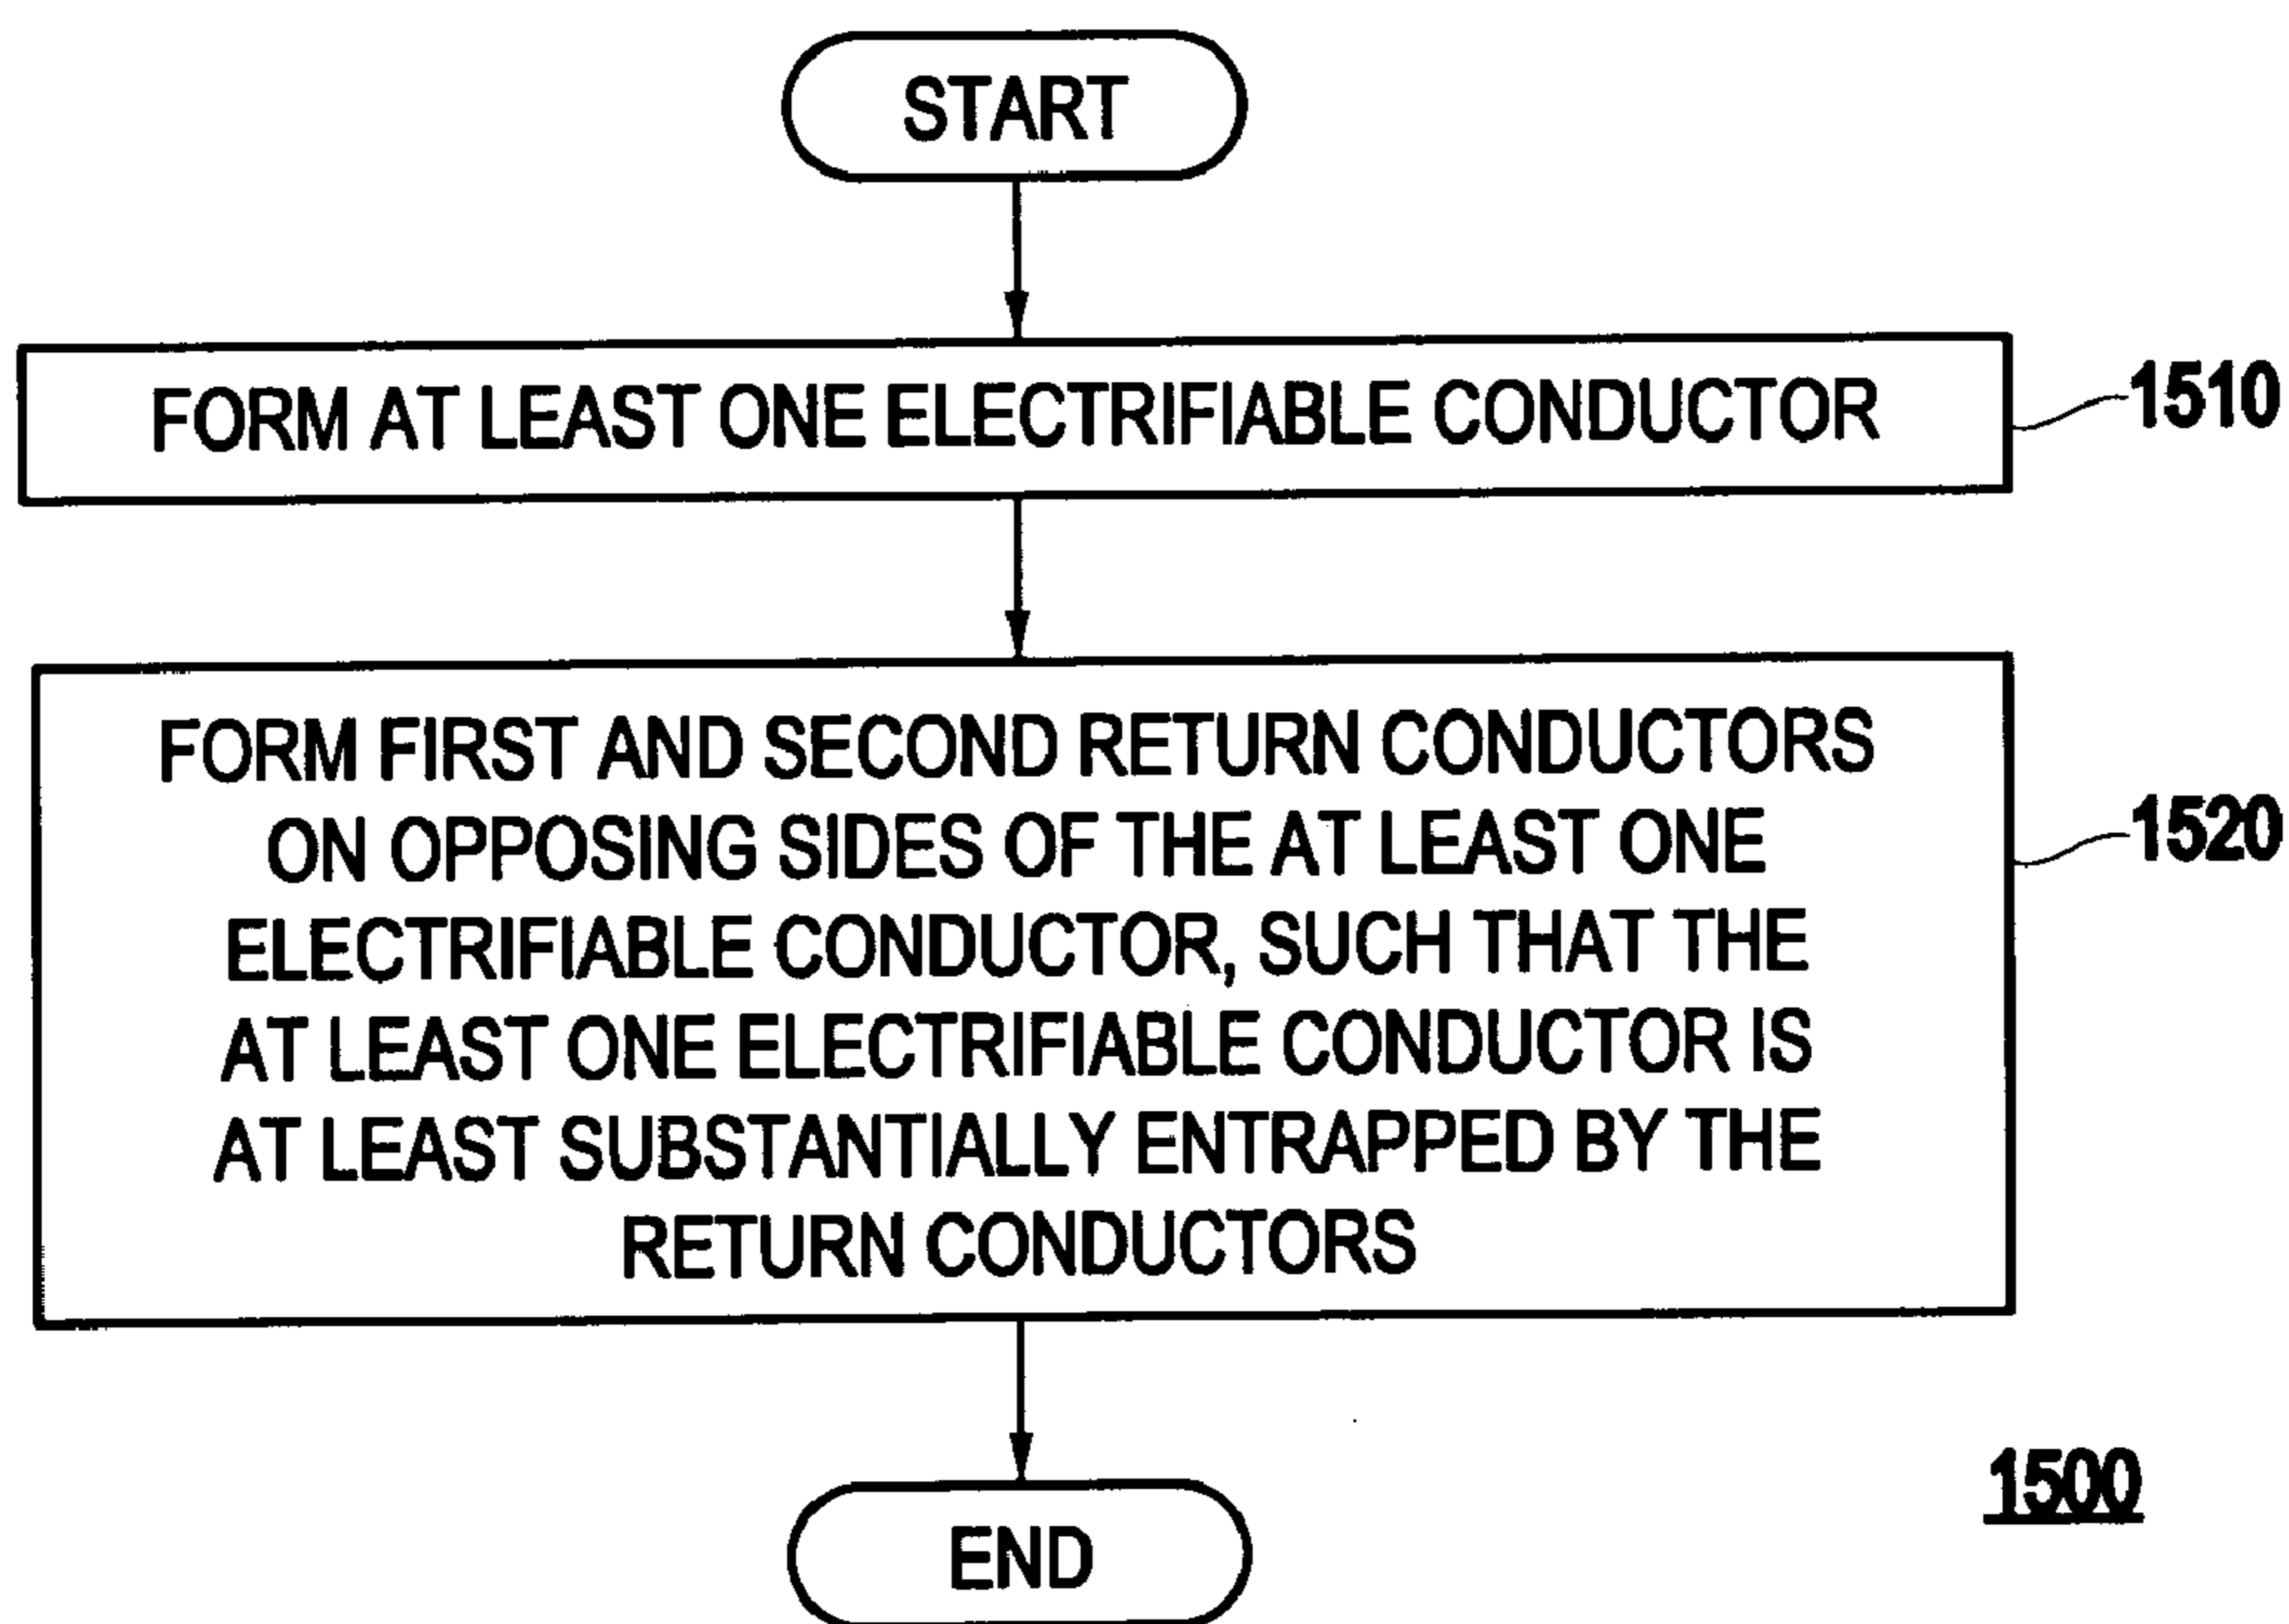 START
FORM AT LEAST ONE ELECTRIFIABLE CONDUCTOR
1510
FORM FIRST AND SECOND RETURN CONDUCTORS
ON OPPOSING SIDES OF THE AT LEAST ONE
ELECTRIFIABLE CONDUCTOR, SUCH THAT THE
AT LEAST ONE ELECTRIFIABLE CONDUCTOR IS
AT LEAST SUBSTANTIALLY ENTRAPPED BY THE
RETURN CONDUCTORS
1520
END
1500